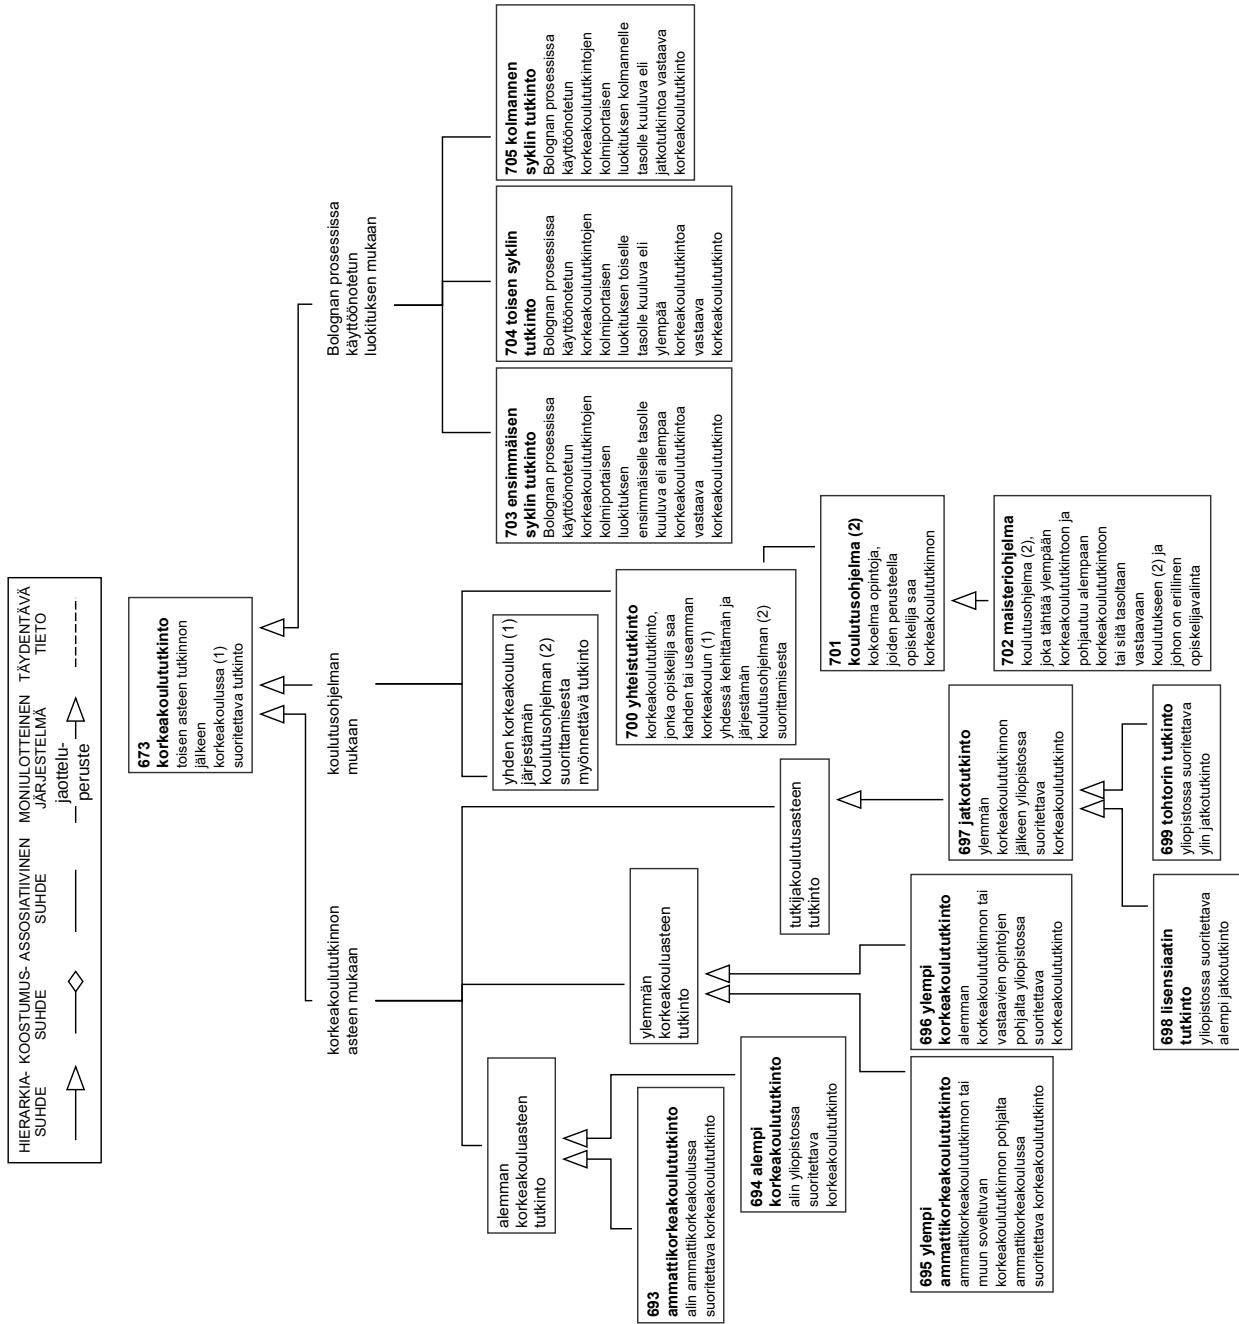 HIERARKIA-
SUHDE
KOOSTUMUS-
SUHDE
ASSOSIATIIVINEN
SUHDE
MONIULOTTEINEN
JÄRJESTELMÄ
jaottelu-
peruste
TÄYDENTÄVÄ
TIETO
673
korkeakoulututkinto
toisen asteen tutkinnon
jälkeen
korkeakoulussa (1)
suoritettava tutkinto
korkeakoulututkinnon
asteen mukaan
koulutusohjelman
mukaan
Bolognan prosessissa
käyttöönotetun
luokituksen mukaan
alemman
korkeakouluasteen
tutkinto
693
ammattikorkeakoulututkinto
alin ammattikorkeakoulussa
suoritettava korkeakoulututkinto
694 alempi
korkeakoulututkinto
alin yliopistossa
suoritettava
korkeakoulututkinto
ylemmän
korkeakouluasteen
tutkinto
695 ylempi
ammattikorkeakoulututkinto
ammattikorkeakoulututkinnon tai
muun soveltuvan
korkeakoulututkinnon pohjalta
ammattikorkeakoulussa
suoritettava korkeakoulututkinto
696 ylempi
korkeakoulututkinto
alemman
korkeakoulututkinnon tai
vastaavien opintojen
pohjalta yliopistossa
suoritettava
korkeakoulututkinto
tutkijakoulutusasteen
tutkinto
697 jatkotutkinto
ylemmän
korkeakoulututkinnon
jälkeen yliopistossa
suoritettava
korkeakoulututkinto
698 lisensiaatin
tutkinto
yliopistossa suoritettava
alempi jatkotutkinto
699 tohtorin tutkinto
yliopistossa suoritettava
ylin jatkotutkinto
yhden korkeakoulun (1)
järjestämän
koulutusohjelman (2)
suorittamisesta
myönnettävä tutkinto
700 yhteistutkinto
korkeakoulututkinto,
jonka opiskelija saa
kahden tai useamman
korkeakoulun (1)
yhdessä kehittämän ja
järjestämän
koulutusohjelman (2)
suorittamisesta
701
koulutusohjelma (2)
kokoelma opintoja,
joiden perusteella
opiskelija saa
korkeakoulututkinnon
702 maisteriohjelma
koulutusohjelma (2),
joka tähtää ylempään
korkeakoulututkintoon ja
pohjautuu alempaan
korkeakoulututkintoon
tai sitä tasoltaan
vastaavaan
koulutukseen (2) ja
johon on erillinen
opiskelijavalinta
703 ensimmäisen
syklin tutkinto
Bolognan prosessissa
käyttöönotetun
korkeakoulututkintojen
kolmiportaisen
luokituksen
ensimmäiselle tasolle
kuuluva eli alempaa
korkeakoulututkintoa
vastaava
korkeakoulututkinto
704 toisen syklin
tutkinto
Bolognan prosessissa
käyttöönotetun
korkeakoulututkintojen
kolmiportaisen
luokituksen toiselle
tasolle kuuluva eli
ylempää
korkeakoulututkintoa
vastaava
korkeakoulututkinto
705 kolmannen
syklin tutkinto
Bolognan prosessissa
käyttöönotetun
korkeakoulututkintojen
kolmiportaisen
luokituksen kolmannelle
tasolle kuuluva eli
jatkotutkintoa vastaava
korkeakoulututkinto